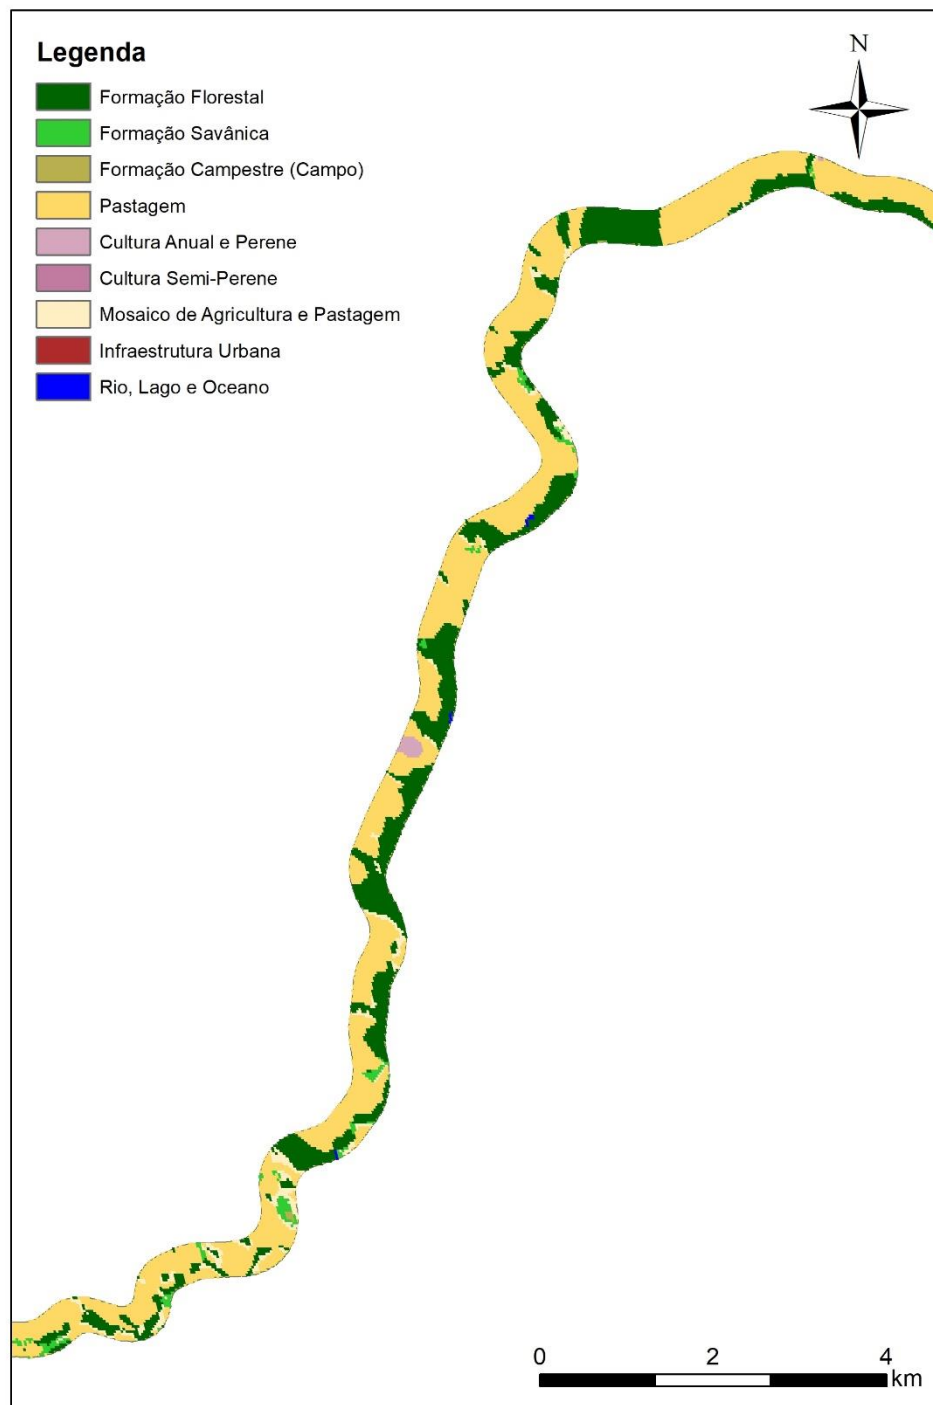 Legenda
Formação Florestal
Formação Savânica
Formação Campestre (Campo)
Pastagem
Cultura Anual e Perene
Cultura Semi-Perene
Mosaico de Agricultura e Pastagem
Infraestrutura Urbana
Rio, Lago e Oceano
N
0 2 4
km